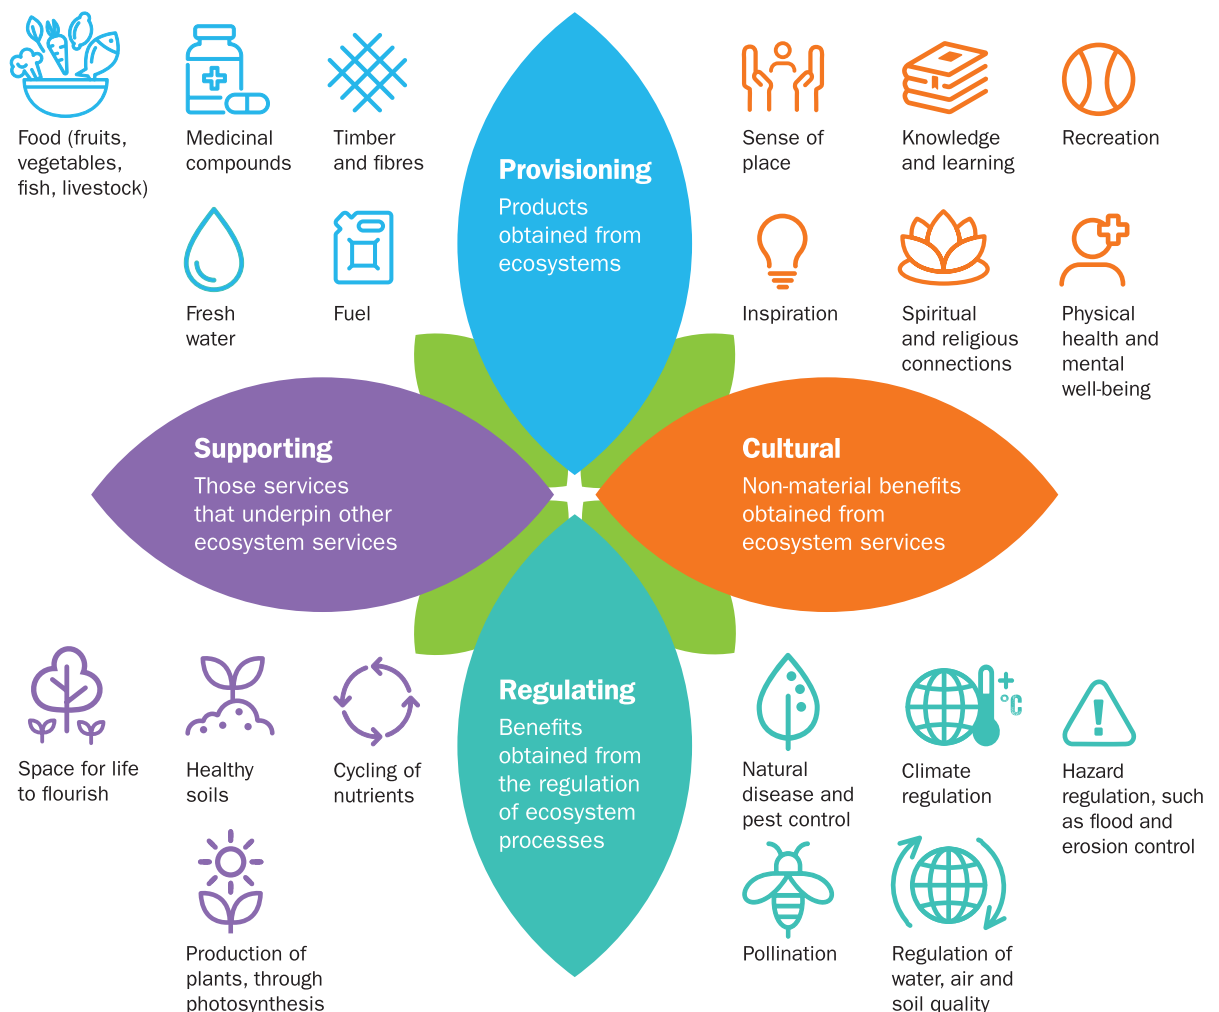 Food (fruits,
vegetables,
fish, livestock)
Medicinal
compounds
Timber
and fibres
Fresh
water
Fuel
Provisioning
Products
obtained from
ecosystems
Sense of
place
Knowledge
and learning
Recreation
Inspiration
Spiritual
and religious
connections
Physical
health and
mental
well-being
Supporting
Those services
that underpin other
ecosystem services
Cultural
Non-material benefits
obtained from
ecosystem services
Space for life
to flourish
Healthy
soils
Cycling of
nutrients
Production of
plants, through
photosynthesis
Regulating
Benefits
obtained from
the regulation
of ecosystem
processes
Natural
disease and
pest control
+
°C
Climate
regulation
Hazard
regulation, such
as flood and
erosion control
Pollination
Regulation of
water, air and
soil quality